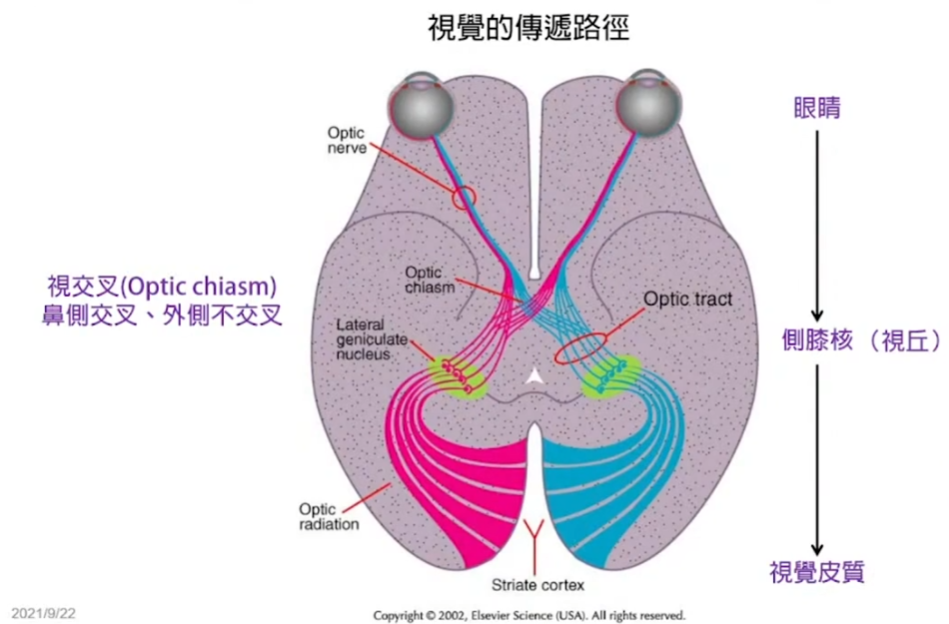 視覺的傳遞路徑
Optic
nerve
眼睛
Optic
chiasm
Optic tract
視交叉(Optic chiasm)
鼻側交叉、外側不交叉
Lateral
geniculate
nucleus
側膝核（視丘）
Optic
radiation
Striate cortex
視覺皮質
2021/9/22
Copyright © 2002, Elsevier Science (USA). All rights reserved.